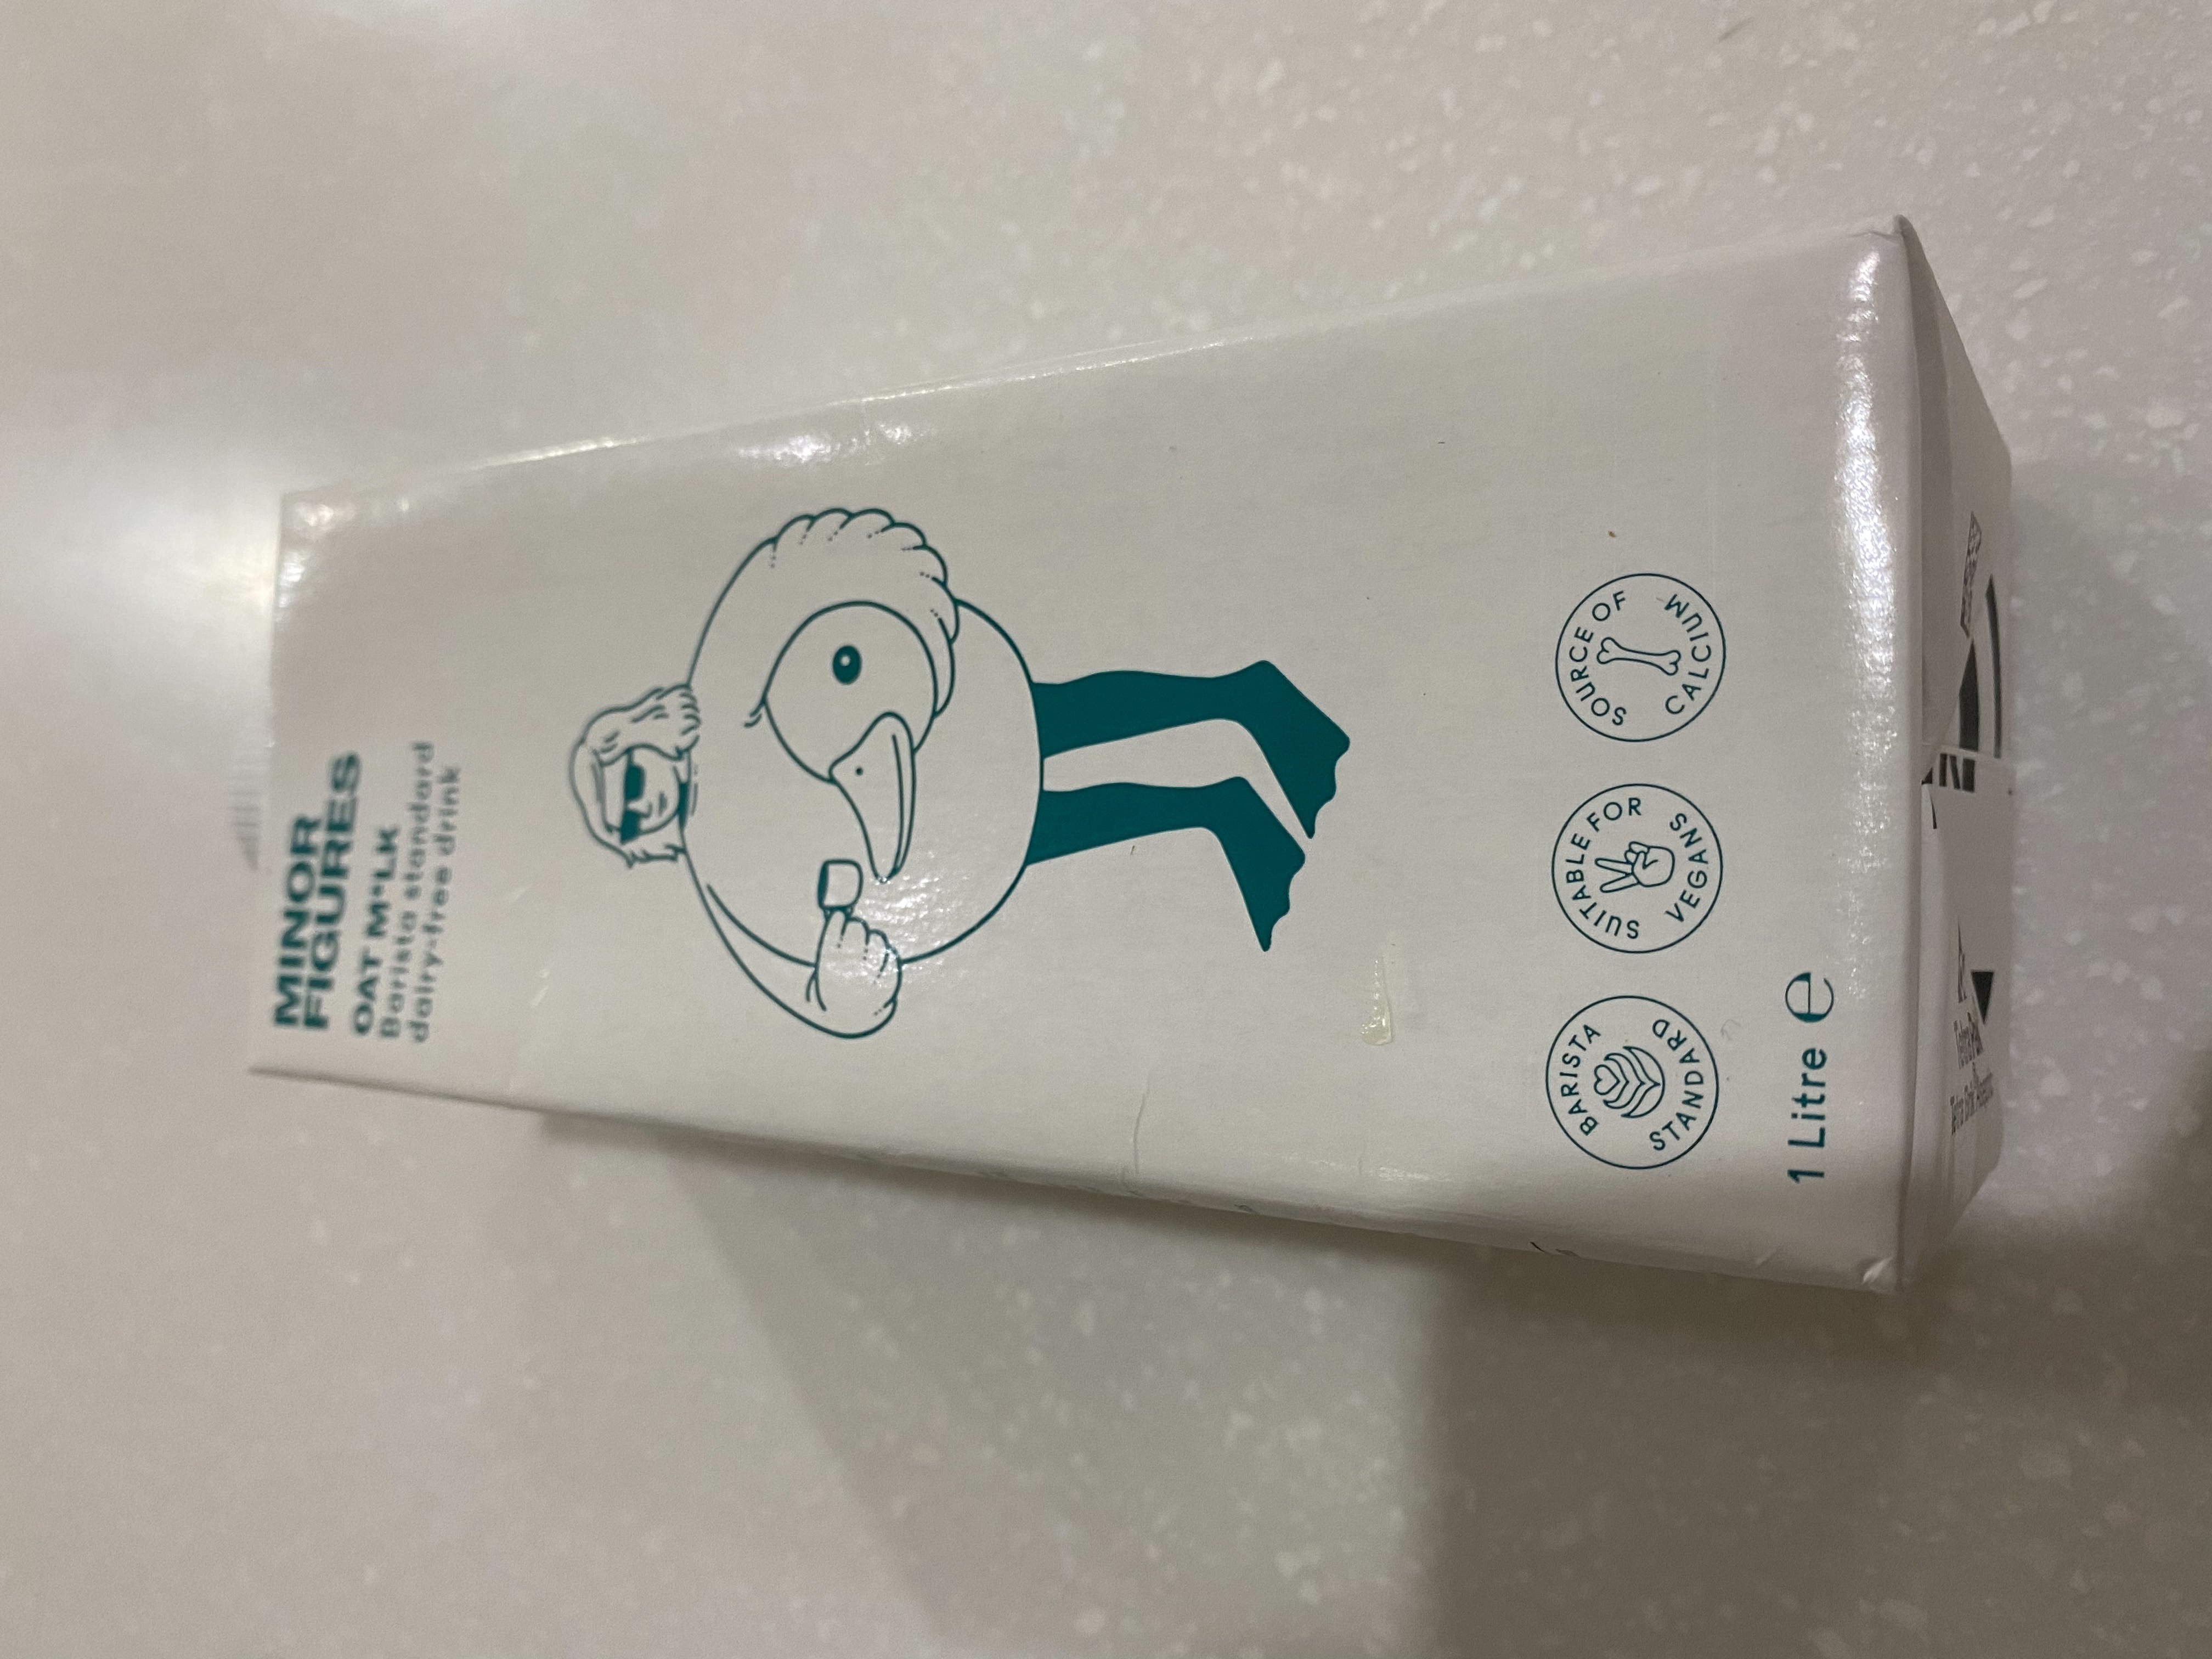 MINOR
FIGURES
OAT M*LK
Barista standard
dairy-free drink
BARISTA
STANDARD
SUITABLE FOR
VEGANS
SOURCE OF
CALCIUM
1 Litre e